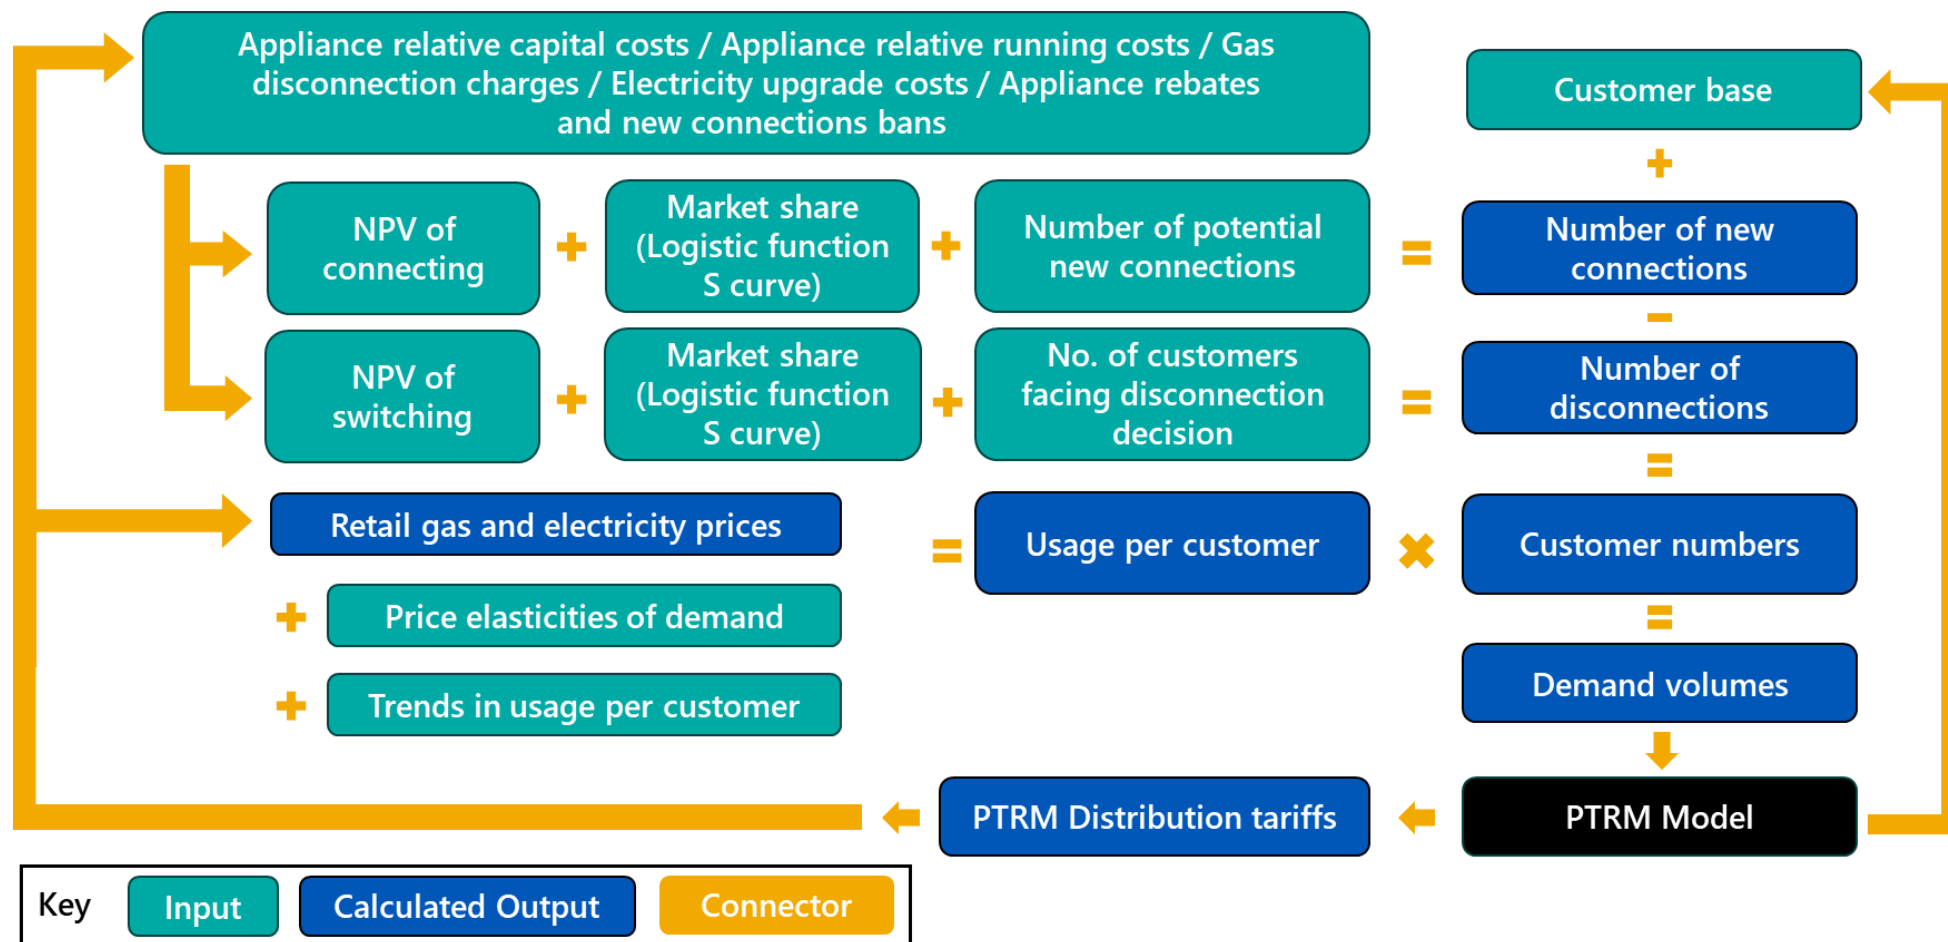 Appliance relative capital costs / Appliance relative running costs / Gas
disconnection charges / Electricity upgrade costs / Appliance rebates
and new connections bans
Customer base
+
NPV of
connecting
+
Market share
(Logistic function
S curve)
+
Number of potential
new connections
=
Number of new
connections
-
NPV of
switching
+
Market share
(Logistic function
S curve)
+
No. of customers
facing disconnection
decision
=
Number of
disconnections
=
Retail gas and electricity prices
=
Usage per customer
×
Customer numbers
+
Price elasticities of demand
=
+
Trends in usage per customer
Demand volumes
PTRM Distribution tariffs
PTRM Model
Key
Input
Calculated Output
Connector